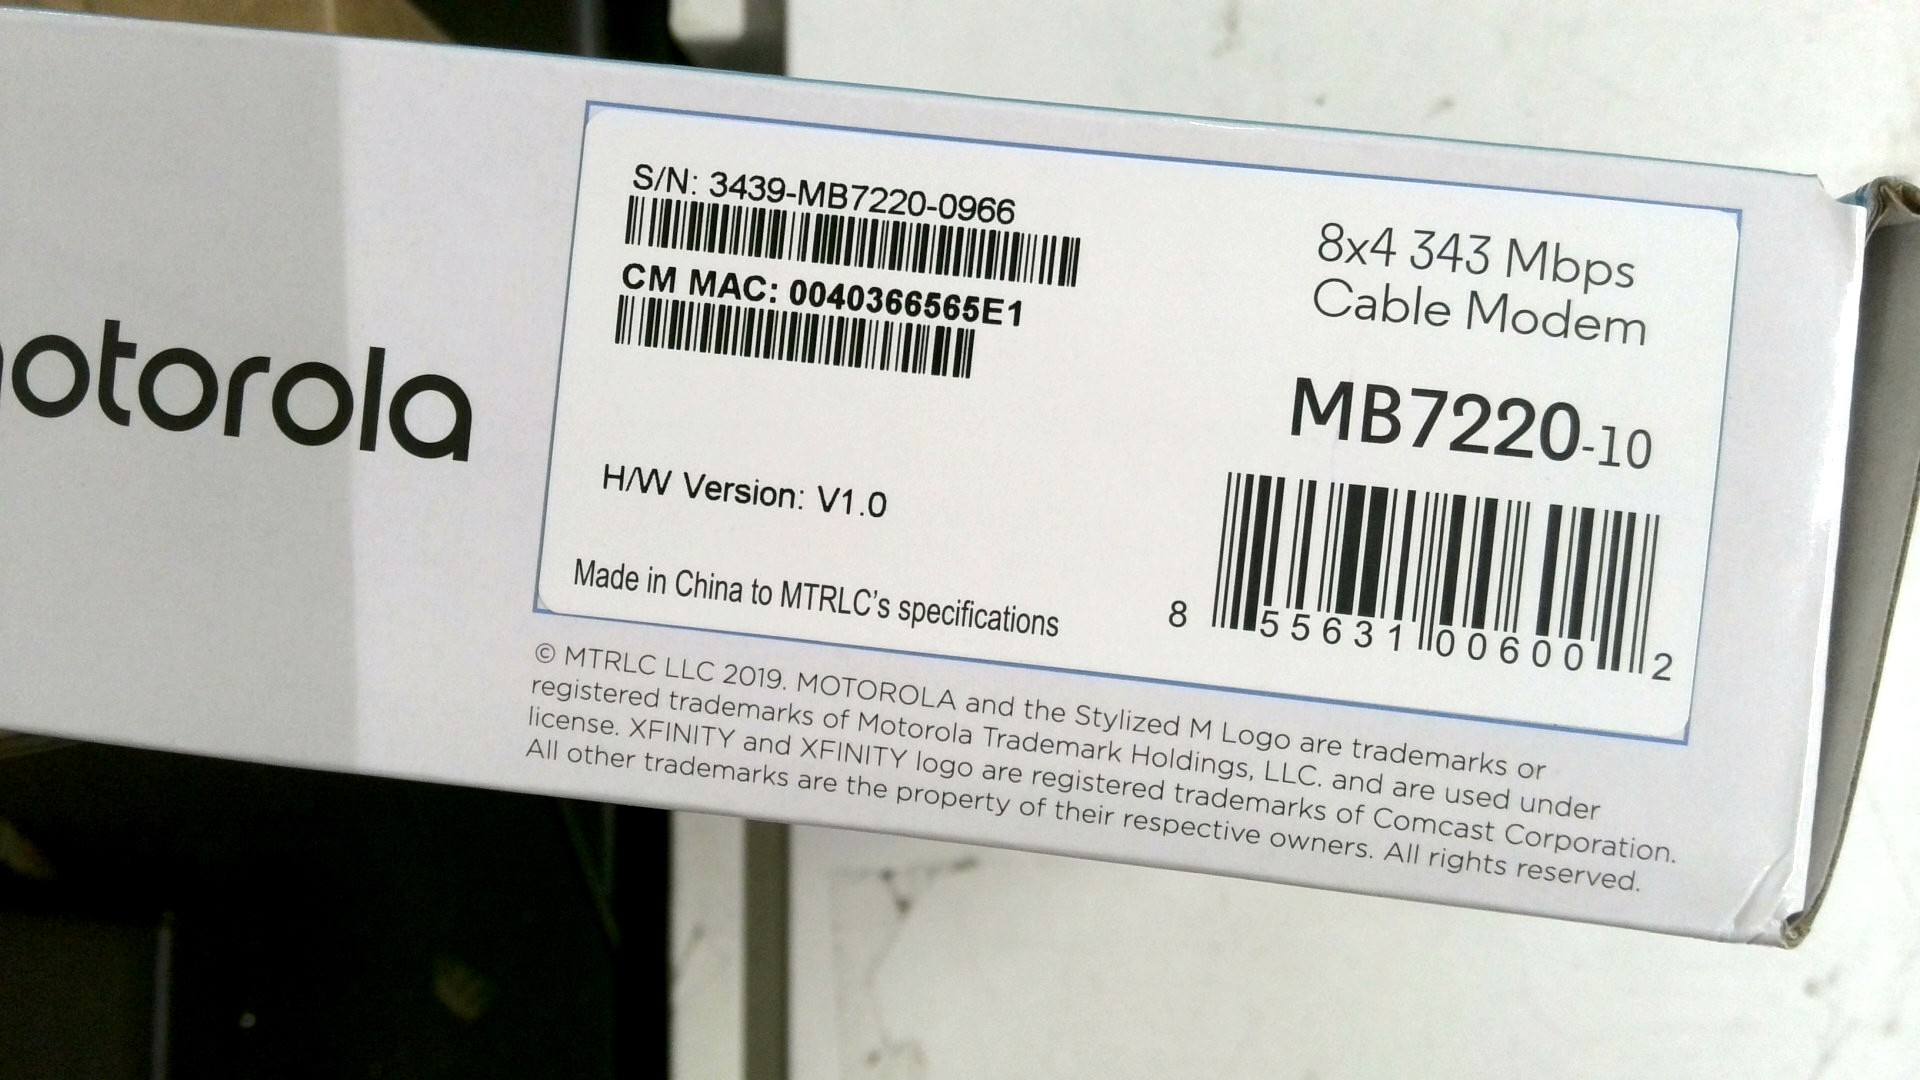 motorola
S/N: 3439-MB7220-0966
CM MAC: 0040366565E1
H/W Version: V1.0
Made in China to MTRLC's specifications
8x4 343 Mbps
Cable Modem
MB7220-10
8 55631 00600 2
© MTRLC LLC 2019. MOTOROLA and the Stylized M Logo are trademarks or
registered trademarks of Motorola Trademark Holdings, LLC. and are used under
license. XFINITY and XFINITY logo are registered trademarks of Comcast Corporation.
All other trademarks are the property of their respective owners. All rights reserved.